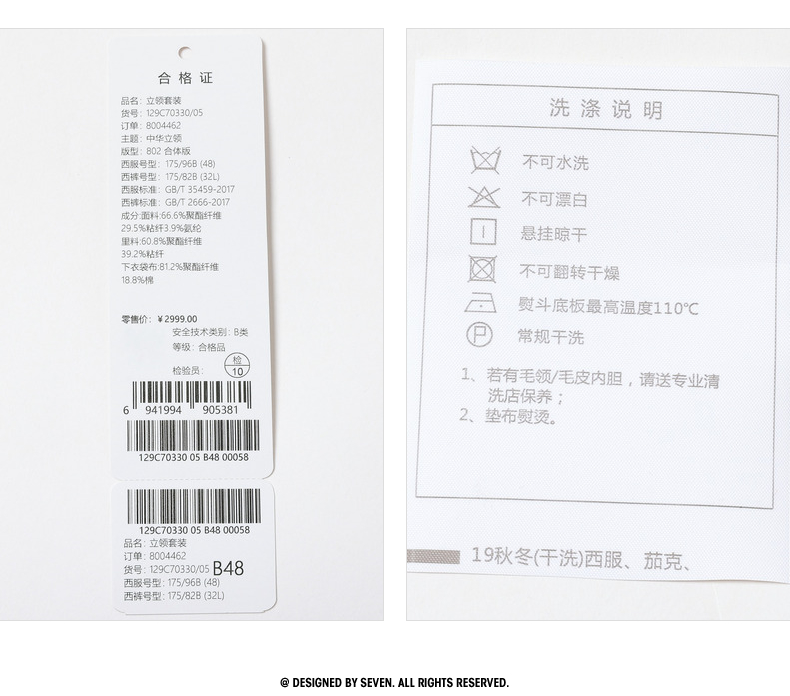 合格证
品名：立领套装
货号：129C70330/05
订单：8004462
主题：中华立领
版型：802 合体版
西服号型：175/96B (48)
西裤号型：175/82B (32L)
西服标准：GB/T 35459-2017
西裤标准：GB/T 2666-2017
成分:面料:66.6%聚酯纤维
29.5%粘纤3.9%氨纶
里料:60.8%聚酯纤维
39.2%粘纤
下衣袋布:81.2%聚酯纤维
18.8%棉
零售价：￥2999.00
安全技术类别：B类
等级：合格品
检验员：
检
10
6 941994 905381
129C70330 05 B48 00058
129C70330 05 B48 00058
品名：立领套装
订单：8004462
货号：129C70330/05 B48
西服号型：175/96B (48)
西裤号型：175/82B (32L)
洗涤说明
不可水洗
不可漂白
悬挂晾干
不可翻转干燥
熨斗底板最高温度110℃
P 常规干洗
1、若有毛领/毛皮内胆，请送专业清
洗店保养；
2、垫布熨烫。
19秋冬(干洗)西服、茄克、
@ DESIGNED BY SEVEN. ALL RIGHTS RESERVED.